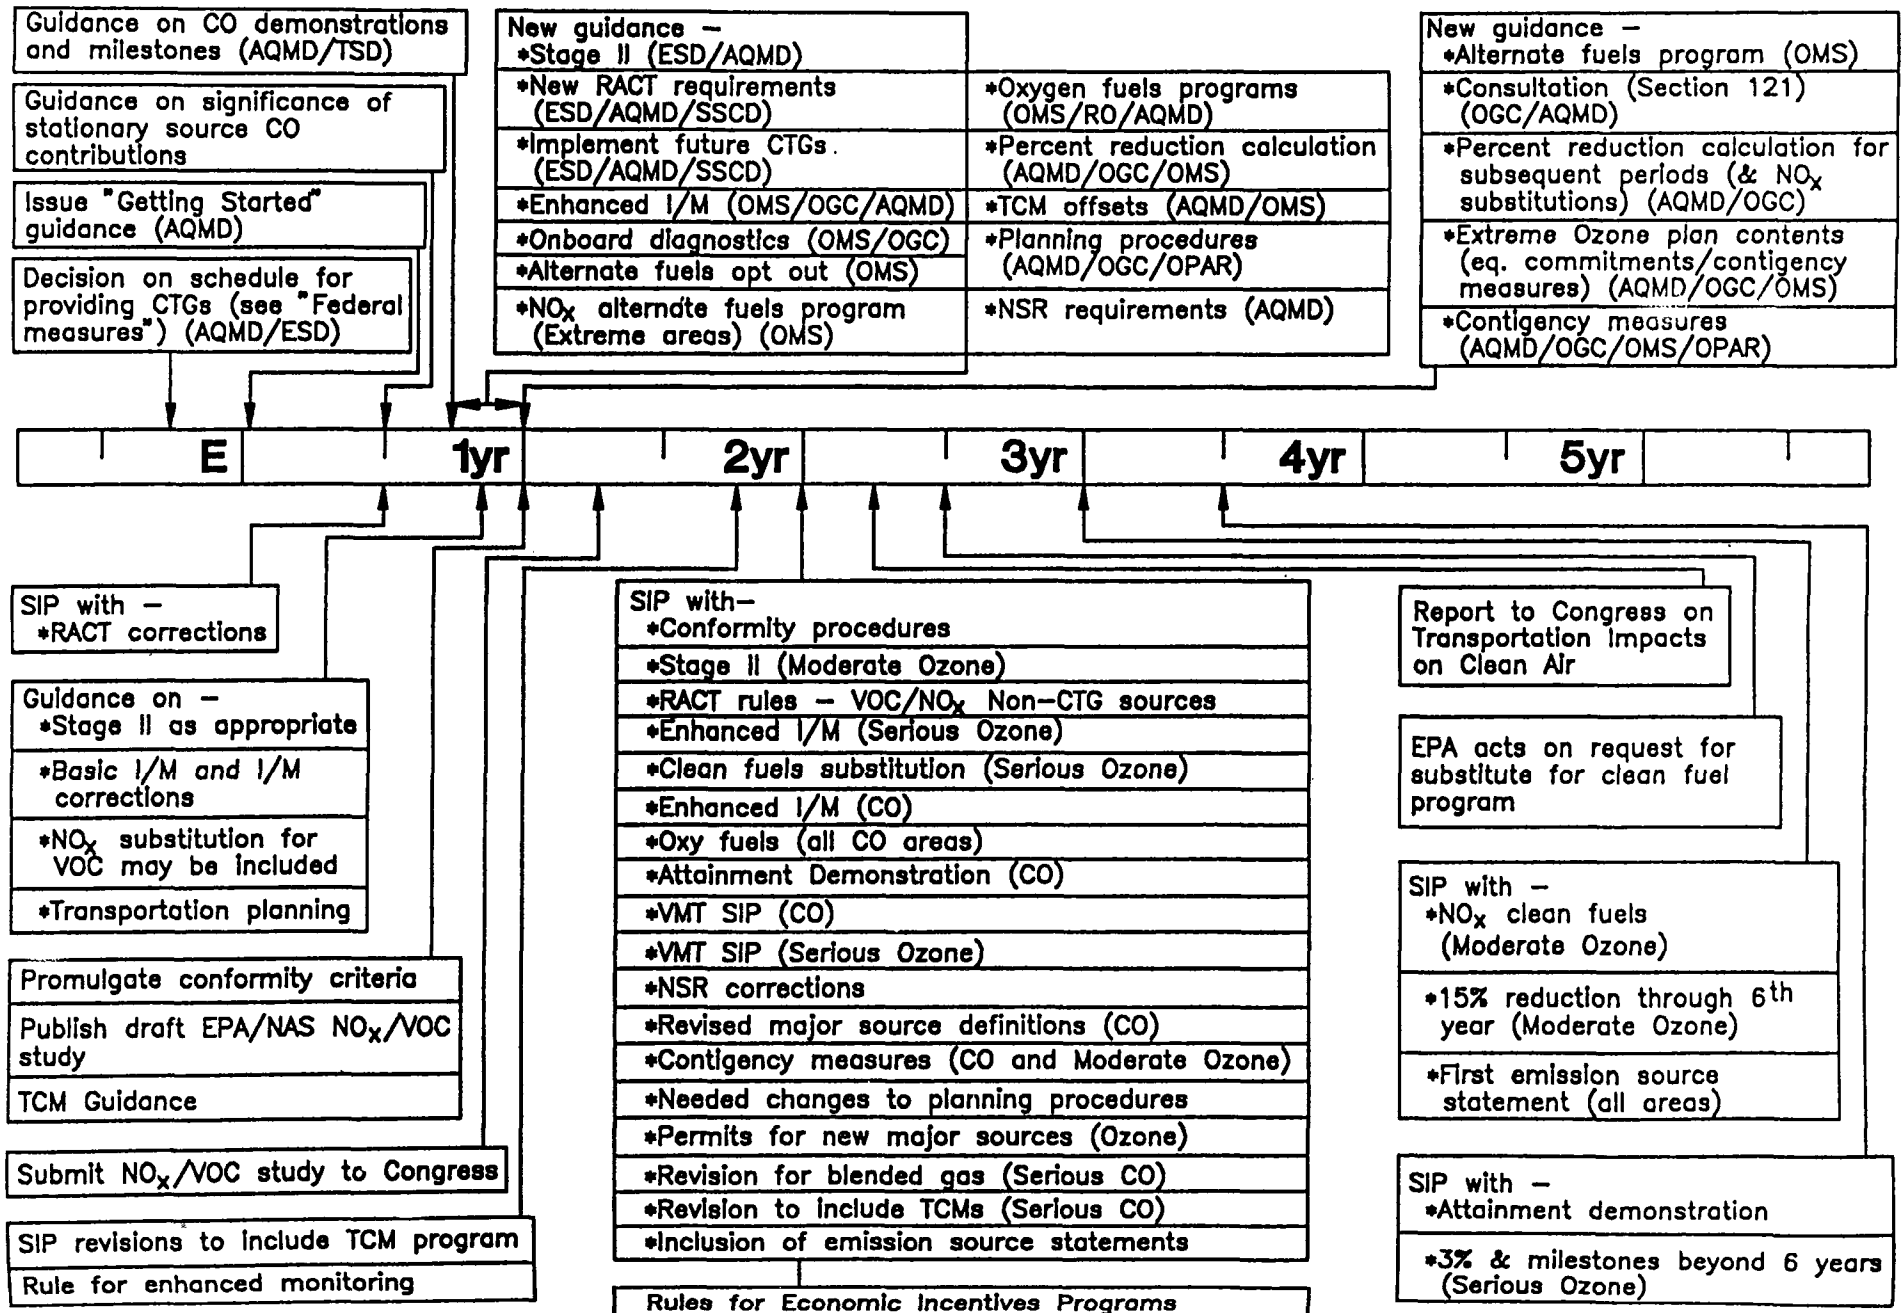 Guidance on CO demonstrations
and milestones (AQMD/TSD)
Guidance on significance of
stationary source CO
contributions
Issue "Getting Started"
guidance (AQMD)
Decision on schedule for
providing CTGs (see "Federal
measures") (AQMD/ESD)
New guidance –
*Stage II (ESD/AQMD)
*New RACT requirements
(ESD/AQMD/SSCD)
*Implement future CTGs.
(ESD/AQMD/SSCD)
*Enhanced I/M (OMS/OGC/AQMD)
*Onboard diagnostics (OMS/OGC)
*Alternate fuels opt out (OMS)
*NOx alternate fuels program
(Extreme areas) (OMS)
*Oxygen fuels programs
(OMS/RO/AQMD)
*Percent reduction calculation
(AQMD/OGC/OMS)
*TCM offsets (AQMD/OMS)
*Planning procedures
(AQMD/OGC/OPAR)
*NSR requirements (AQMD)
New guidance –
*Alternate fuels program (OMS)
*Consultation (Section 121)
(OGC/AQMD)
*Percent reduction calculation for
subsequent periods (& NOx
substitutions) (AQMD/OGC)
*Extreme Ozone plan contents
(eq. commitments/contigency
measures) (AQMD/OGC/OMS)
*Contigency measures
(AQMD/OGC/OMS/OPAR)
E 1yr 2yr 3yr 4yr 5yr
SIP with –
*RACT corrections
Guidance on –
*Stage II as appropriate
*Basic I/M and I/M
corrections
*NOx substitution for
VOC may be included
*Transportation planning
Promulgate conformity criteria
Publish draft EPA/NAS NOx/VOC
study
TCM Guidance
Submit NOx/VOC study to Congress
SIP revisions to include TCM program
Rule for enhanced monitoring
SIP with–
*Conformity procedures
*Stage II (Moderate Ozone)
*RACT rules – VOC/NOx Non–CTG sources
*Enhanced I/M (Serious Ozone)
*Clean fuels substitution (Serious Ozone)
*Enhanced I/M (CO)
*Oxy fuels (all CO areas)
*Attainment Demonstration (CO)
*VMT SIP (CO)
*VMT SIP (Serious Ozone)
*NSR corrections
*Revised major source definitions (CO)
*Contigency measures (CO and Moderate Ozone)
*Needed changes to planning procedures
*Permits for new major sources (Ozone)
*Revision for blended gas (Serious CO)
*Revision to include TCMs (Serious CO)
*Inclusion of emission source statements
Rules for Economic Incentives Programs
Report to Congress on
Transportation Impacts
on Clean Air
EPA acts on request for
substitute for clean fuel
program
SIP with –
*NOx clean fuels
(Moderate Ozone)
*15% reduction through 6th
year (Moderate Ozone)
*First emission source
statement (all areas)
SIP with –
*Attainment demonstration
*3% & milestones beyond 6 years
(Serious Ozone)